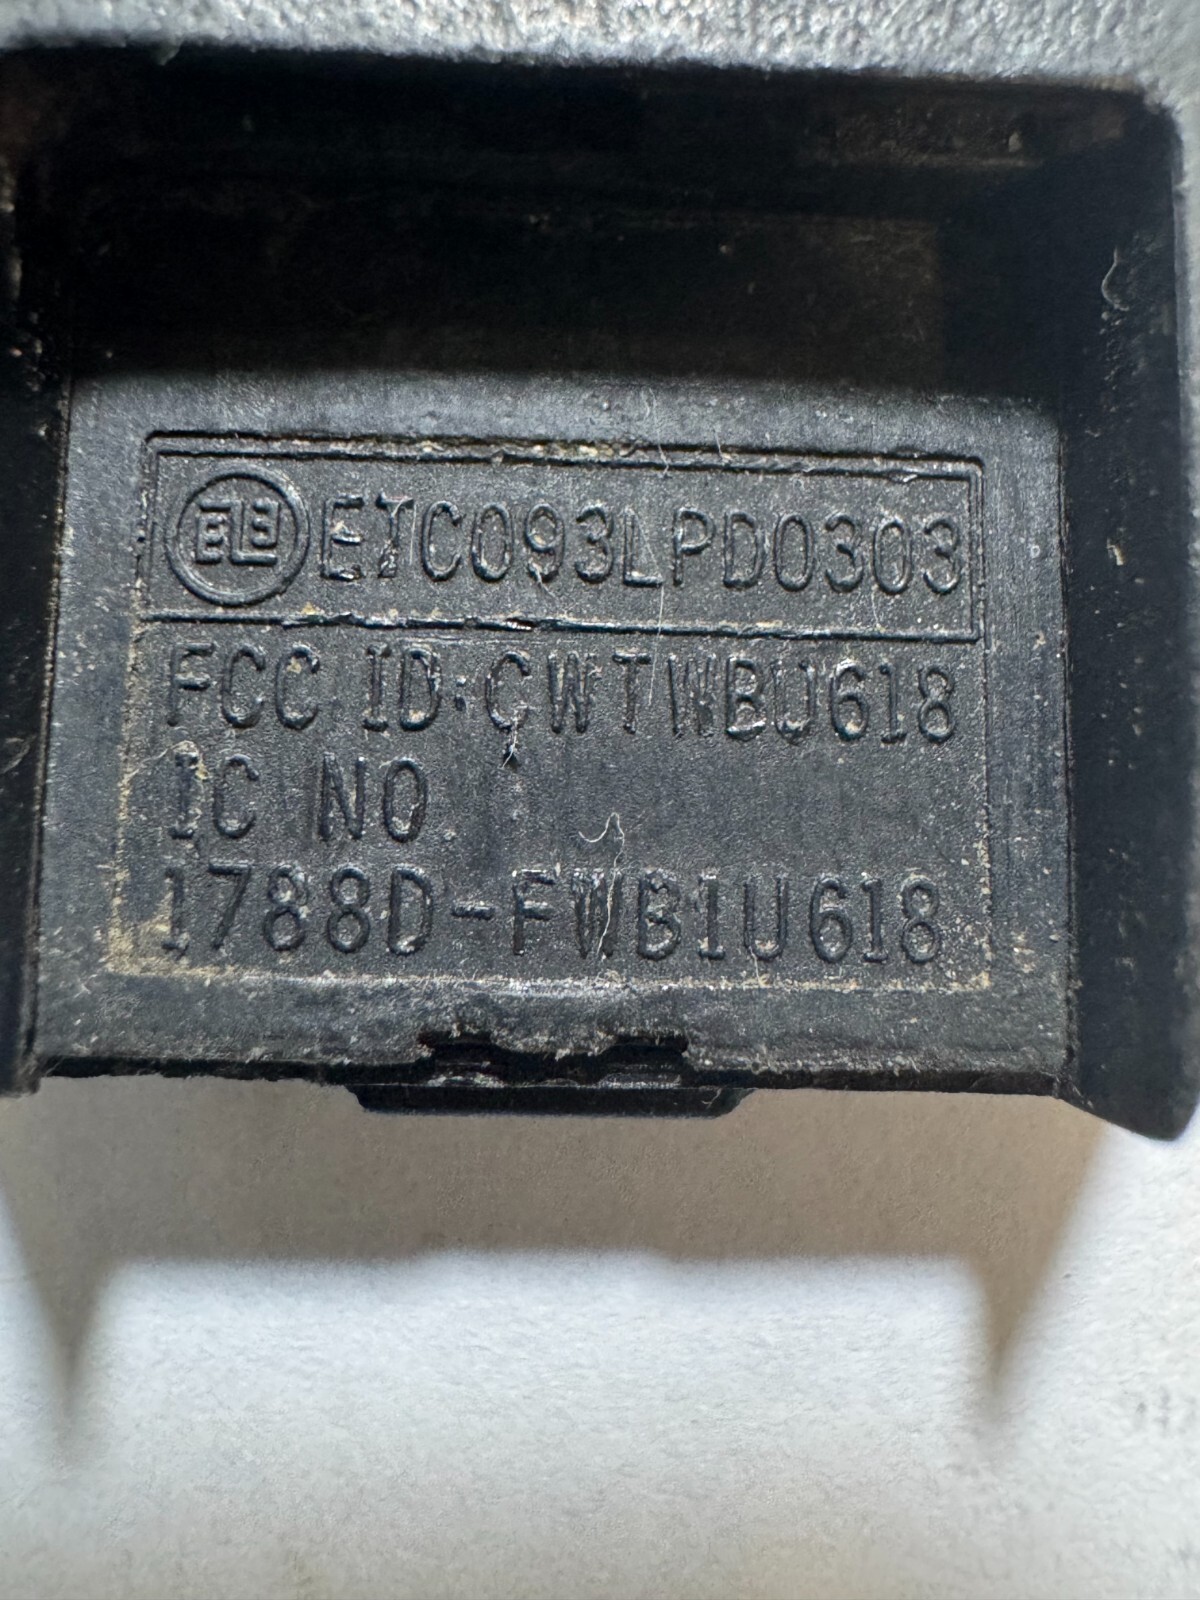 ETC093LPD0303
FCC ID:CWTWBU618
IC NO.
1788D-FWB1U618